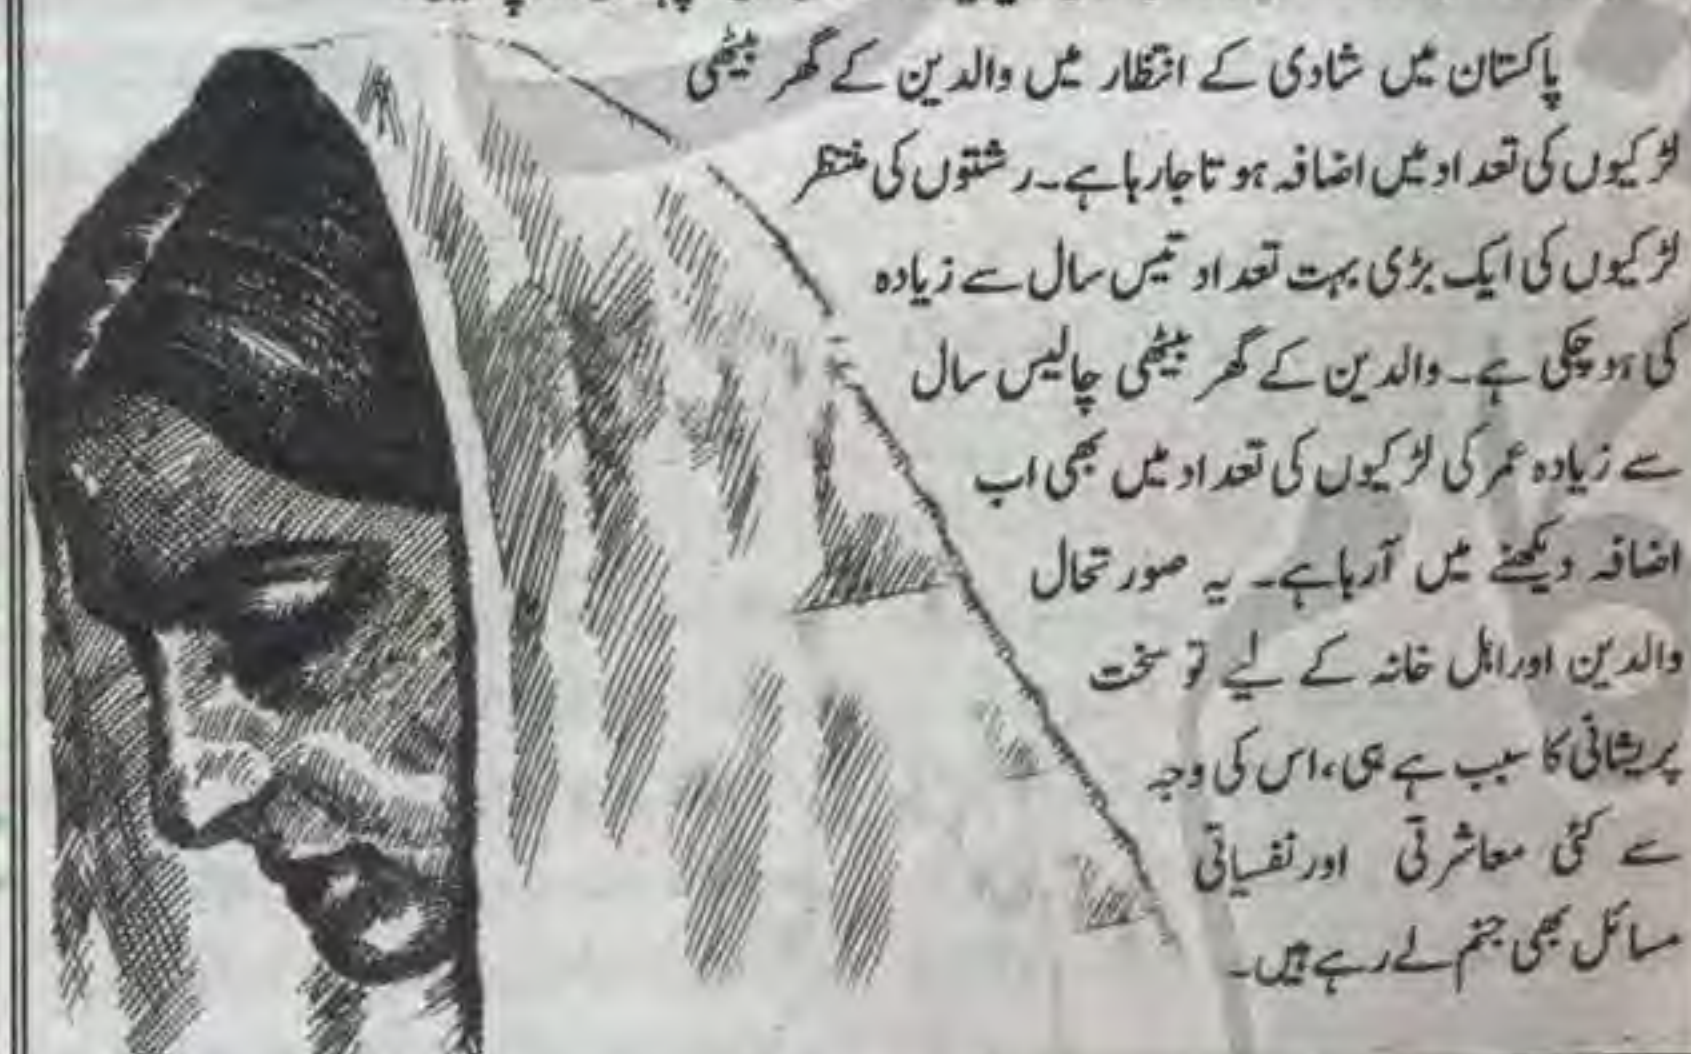 پاکستان میں شادی کے انتظار میں والدین کے گھر بیٹھی
لڑکیوں کی تعداد میں اضافہ ہوتا جارہا ہے۔ رشتوں کی منتظر
لڑکیوں کی ایک بڑی بہت تعداد تیس سال سے زیادہ
کی ہوچکی ہے۔ والدین کے گھر بیٹھی چالیس سال
سے زیادہ عمر کی لڑکیوں کی تعداد میں بھی اب
اضافہ دیکھنے میں آرہا ہے۔ یہ صورتحال
والدین اور اہل خانہ کے لیے تو سخت
پریشانی کا سبب ہے ہی، اس کی وجہ
سے کئی معاشرتی اور نفسیاتی
مسائل بھی جنم لے رہے ہیں۔